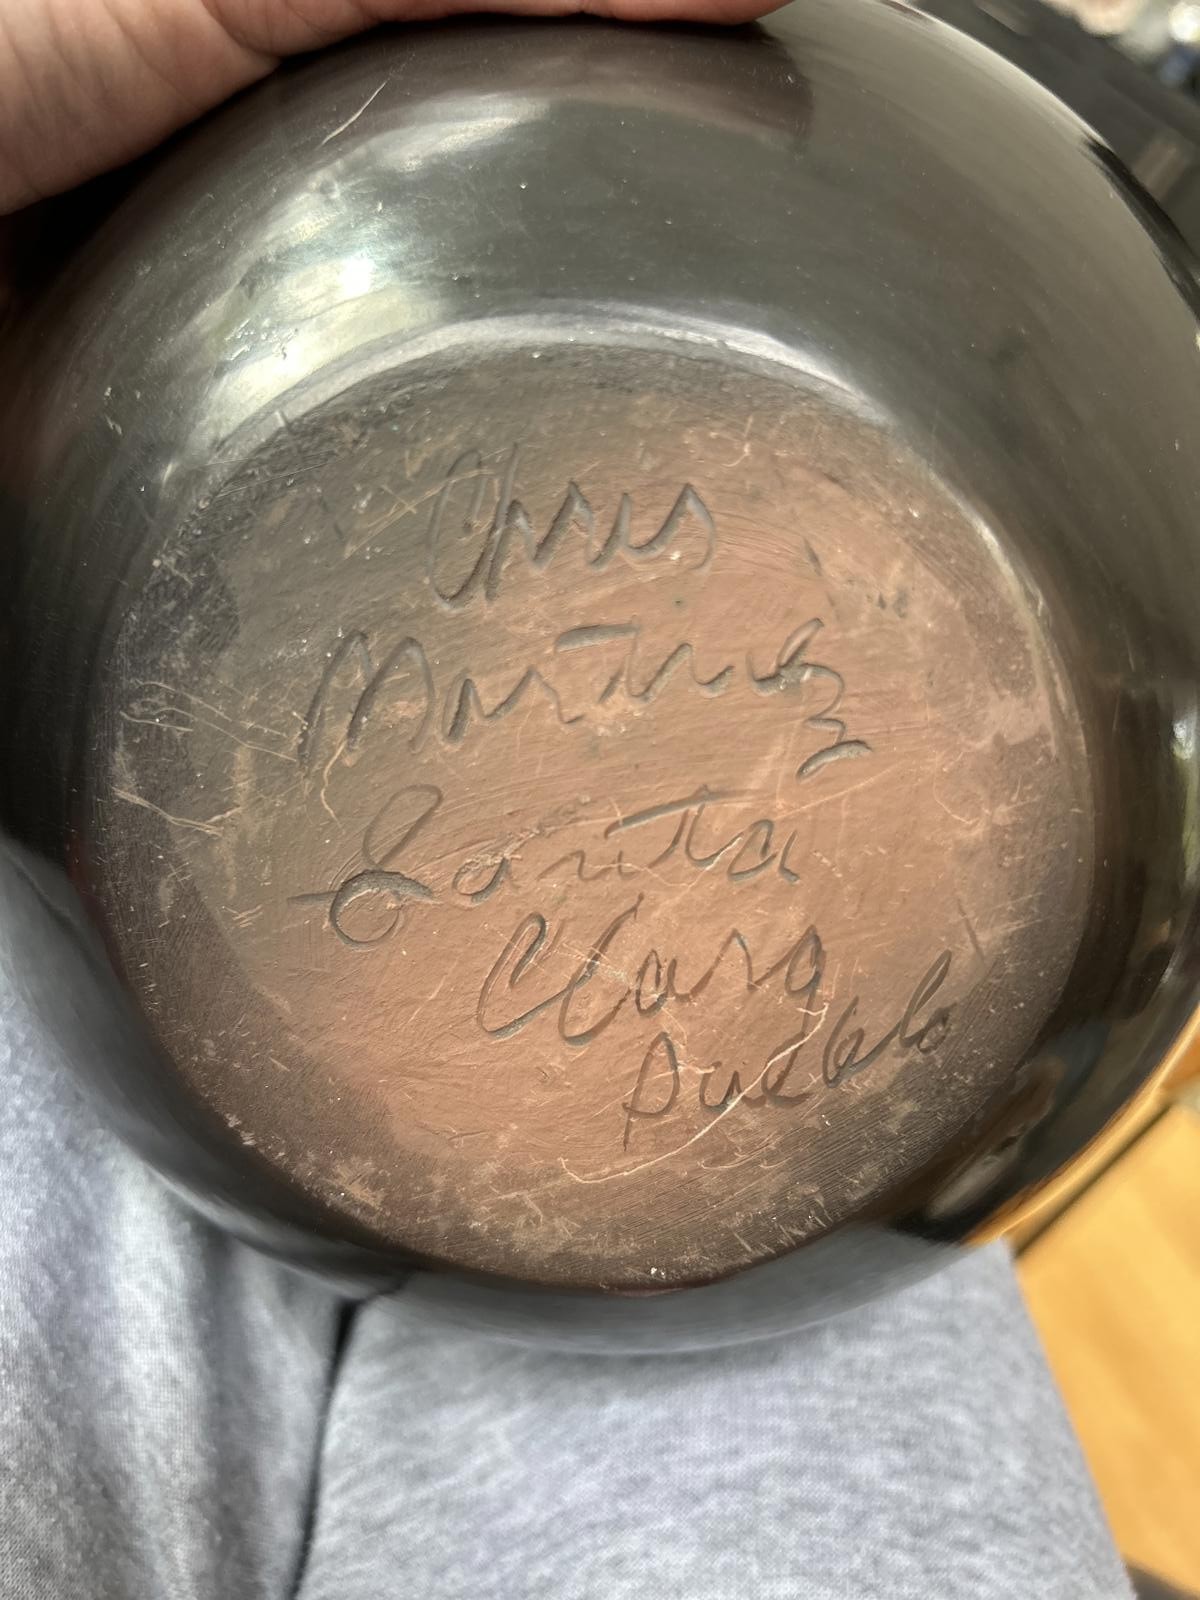 Chris
Martinez
Santa
Clara
Pueblo